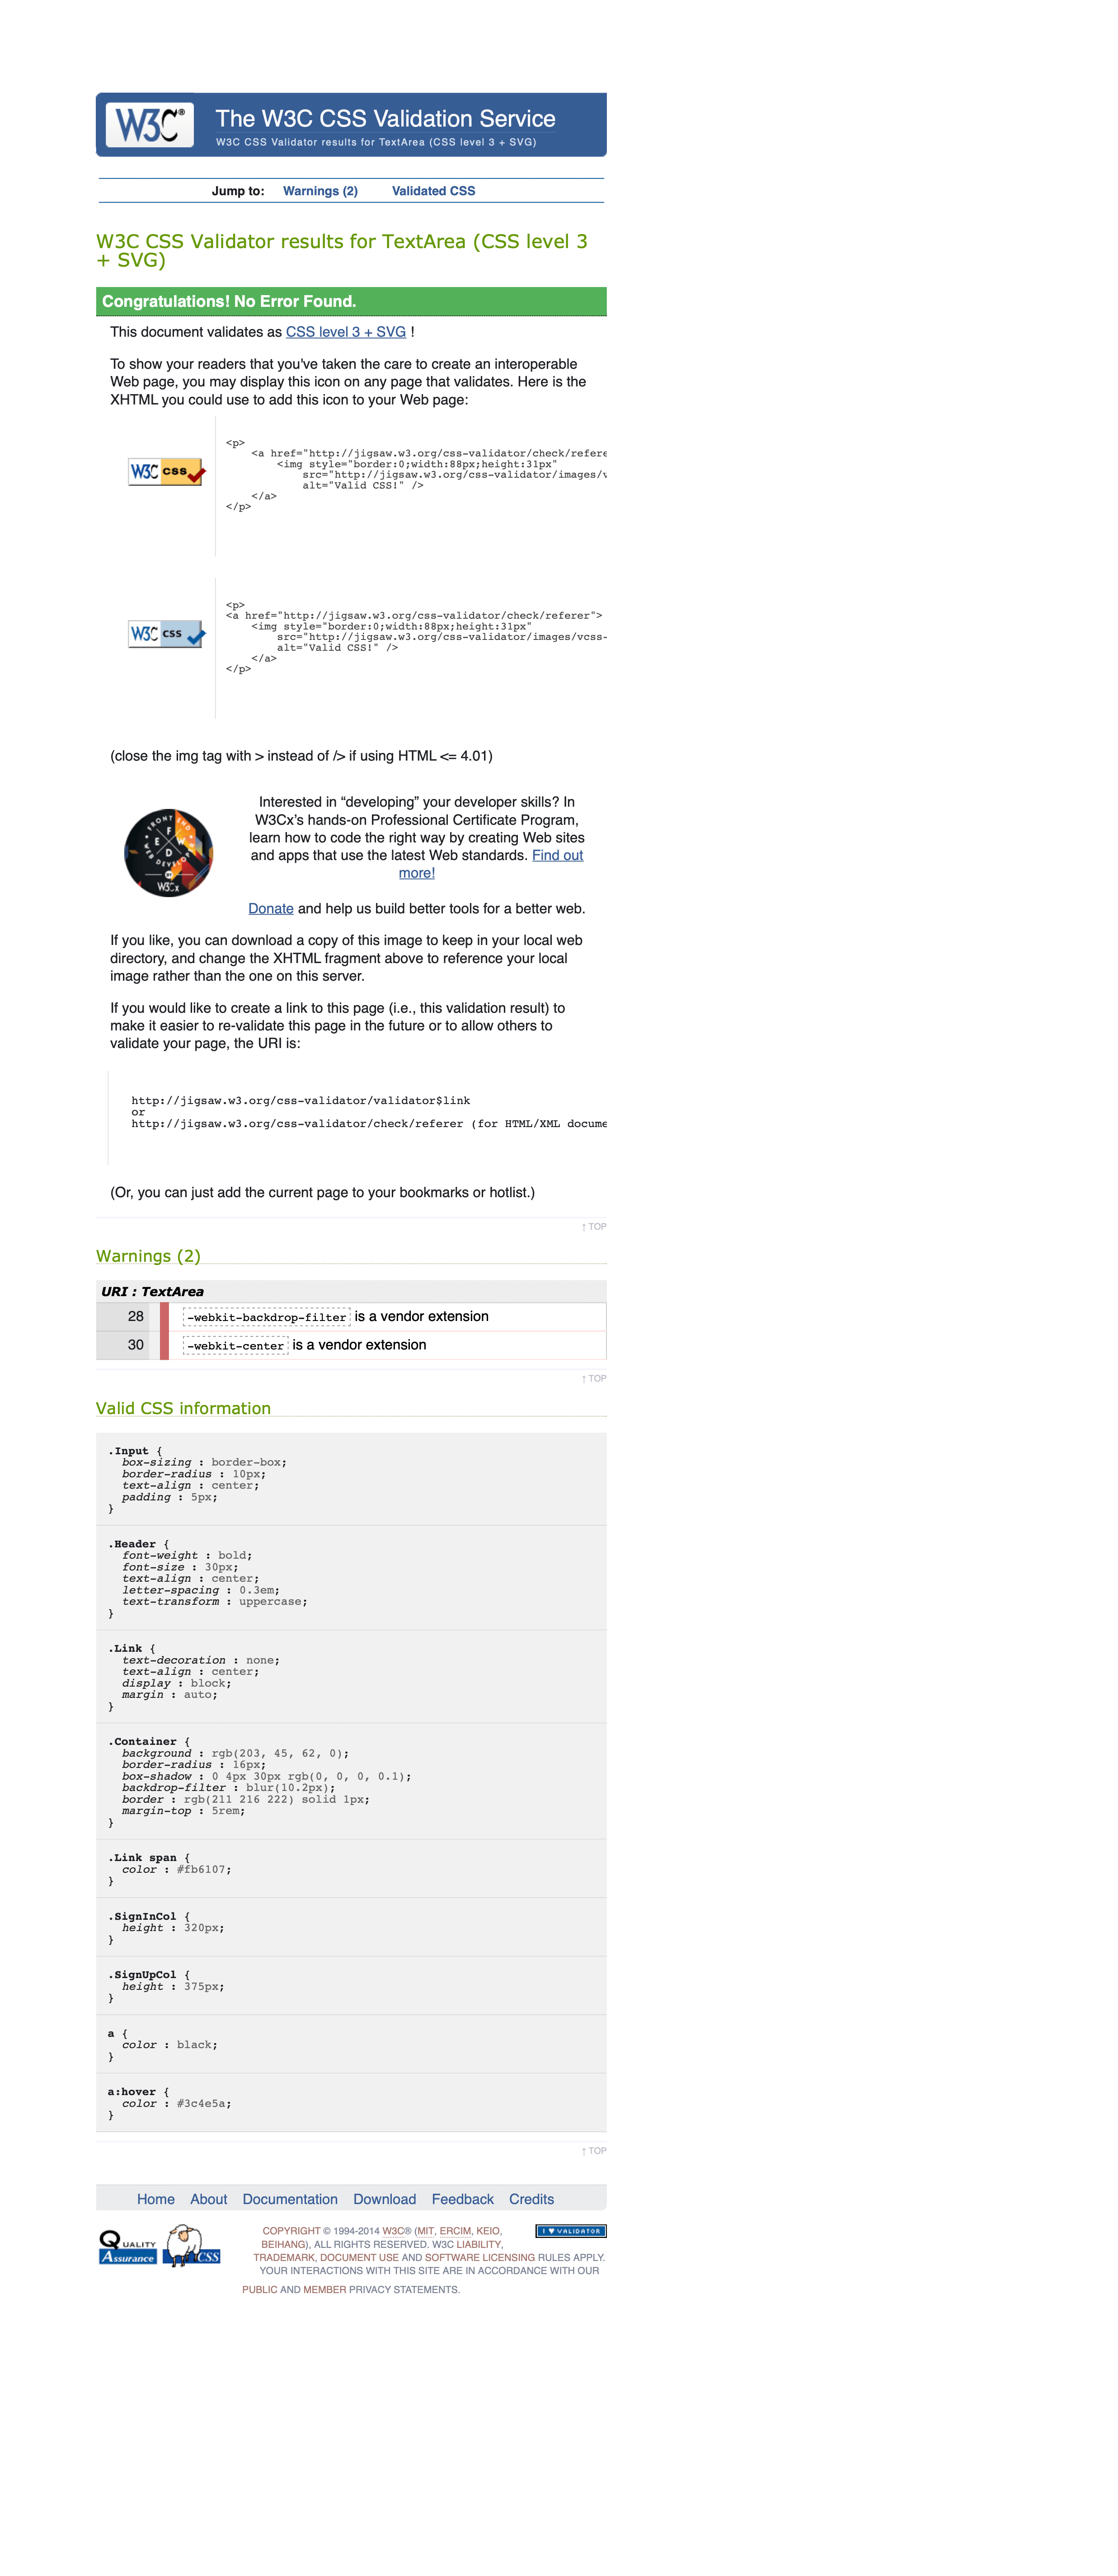 W3C®
The W3C CSS Validation Service
W3C CSS Validator results for TextArea (CSS level 3 + SVG)
Jump to: Warnings (2) Validated CSS
W3C CSS Validator results for TextArea (CSS level 3
+ SVG)
Congratulations! No Error Found.
This document validates as CSS level 3 + SVG !
To show your readers that you've taken the care to create an interoperable
Web page, you may display this icon on any page that validates. Here is the
XHTML you could use to add this icon to your Web page:
W3C css
<p>
<a href="http://jigsaw.w3.org/css-validator/check/refere
<img style="border:0;width:88px;height:31px"
src="http://jigsaw.w3.org/css-validator/images/v
alt="Valid CSS!" />
</a>
</p>
W3C css
<p>
<a href="http://jigsaw.w3.org/css-validator/check/referer">
<img style="border:0;width:88px;height:31px"
src="http://jigsaw.w3.org/css-validator/images/vcss-
alt="Valid CSS!" />
</a>
</p>
(close the img tag with > instead of /> if using HTML <= 4.01)
FRONT END
F
E W
D
WEB DEVELOPER
BY
W3Cx
Interested in “developing” your developer skills? In
W3Cx’s hands-on Professional Certificate Program,
learn how to code the right way by creating Web sites
and apps that use the latest Web standards. Find out
more!
Donate and help us build better tools for a better web.
If you like, you can download a copy of this image to keep in your local web
directory, and change the XHTML fragment above to reference your local
image rather than the one on this server.
If you would like to create a link to this page (i.e., this validation result) to
make it easier to re-validate this page in the future or to allow others to
validate your page, the URI is:
http://jigsaw.w3.org/css-validator/validator$link
or
http://jigsaw.w3.org/css-validator/check/referer (for HTML/XML docume
(Or, you can just add the current page to your bookmarks or hotlist.)
↑ TOP
Warnings (2)
URI : TextArea
28 -webkit-backdrop-filter is a vendor extension
30 -webkit-center is a vendor extension
↑ TOP
Valid CSS information
.Input {
box-sizing : border-box;
border-radius : 10px;
text-align : center;
padding : 5px;
}
.Header {
font-weight : bold;
font-size : 30px;
text-align : center;
letter-spacing : 0.3em;
text-transform : uppercase;
}
.Link {
text-decoration : none;
text-align : center;
display : block;
margin : auto;
}
.Container {
background : rgb(203, 45, 62, 0);
border-radius : 16px;
box-shadow : 0 4px 30px rgb(0, 0, 0, 0.1);
backdrop-filter : blur(10.2px);
border : rgb(211 216 222) solid 1px;
margin-top : 5rem;
}
.Link span {
color : #fb6107;
}
.SignInCol {
height : 320px;
}
.SignUpCol {
height : 375px;
}
a {
color : black;
}
a:hover {
color : #3c4e5a;
}
↑ TOP
Home About Documentation Download Feedback Credits
QUALITY
Assurance
CSS
COPYRIGHT © 1994-2014 W3C® (MIT, ERCIM, KEIO,
BEIHANG), ALL RIGHTS RESERVED. W3C LIABILITY,
TRADEMARK, DOCUMENT USE AND SOFTWARE LICENSING RULES APPLY.
YOUR INTERACTIONS WITH THIS SITE ARE IN ACCORDANCE WITH OUR
PUBLIC AND MEMBER PRIVACY STATEMENTS.
I ♥ VALIDATOR